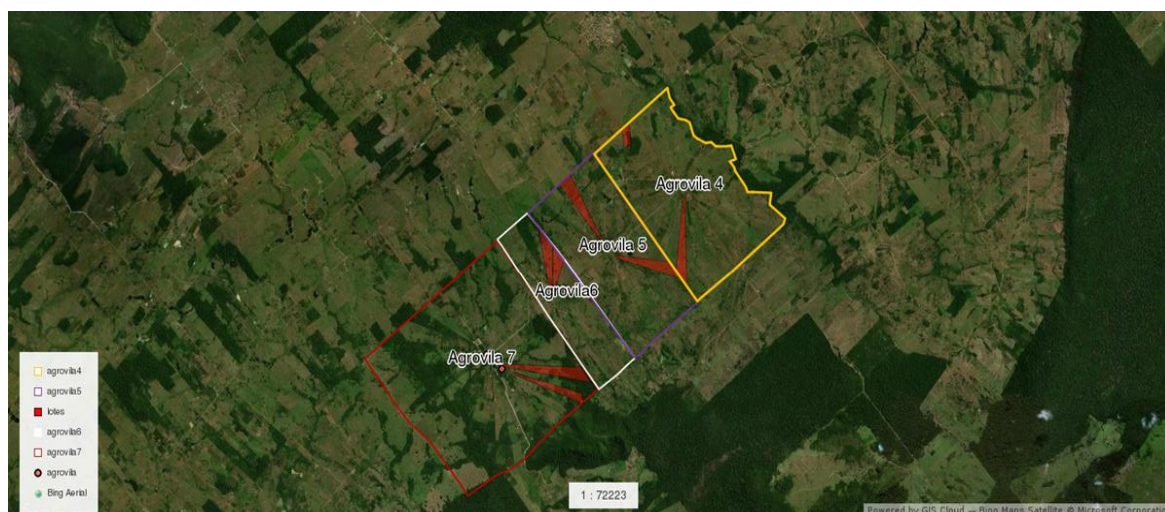 Agrovila 4
Agrovila 5
Agrovila6
Agrovila 7
agrovila4
agrovila5
lotes
agrovila6
agrovila7
agrovila
Bing Aerial
1 : 72223
Powered by GIS Cloud — Bing Maps Satellite © Microsoft Corporatio